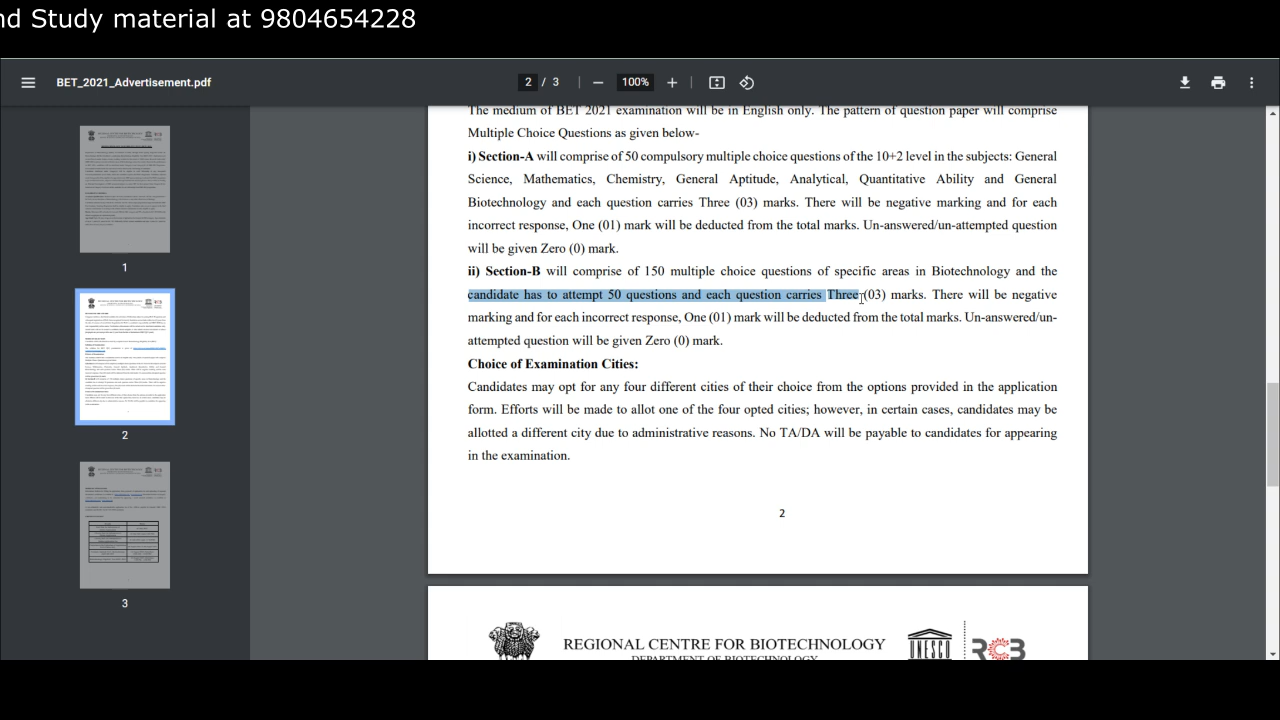 nd Study material at 9804654228
BET_2021_Advertisement.pdf
2 / 3
100%
The medium of BET 2021 examination will be in English only. The pattern of question paper will comprise
Multiple Choice Questions as given below-
i) Section-A will comprise of 50 compulsory multiple choice questions of the 10+2 level in the subjects: General
Science, Mathematics, Chemistry, General Aptitude, Analytical, Quantitative Ability and General
Biotechnology and each question carries Three (03) marks. There will be negative marking and for each
incorrect response, One (01) mark will be deducted from the total marks. Un-answered/un-attempted question
will be given Zero (0) mark.
ii) Section-B will comprise of 150 multiple choice questions of specific areas in Biotechnology and the
candidate has to attempt 50 questions and each question carries Three (03) marks. There will be negative
marking and for each incorrect response, One (01) mark will be deducted from the total marks. Un-answered/un-
attempted question will be given Zero (0) mark.
Choice of Examination Cities:
Candidates may opt for any four different cities of their choice from the options provided in the application
form. Efforts will be made to allot one of the four opted cities; however, in certain cases, candidates may be
allotted a different city due to administrative reasons. No TA/DA will be payable to candidates for appearing
in the examination.
2
REGIONAL CENTRE FOR BIOTECHNOLOGY
DEPARTMENT OF BIOTECHNOLOGY
UNESCO
RCB
1
2
3